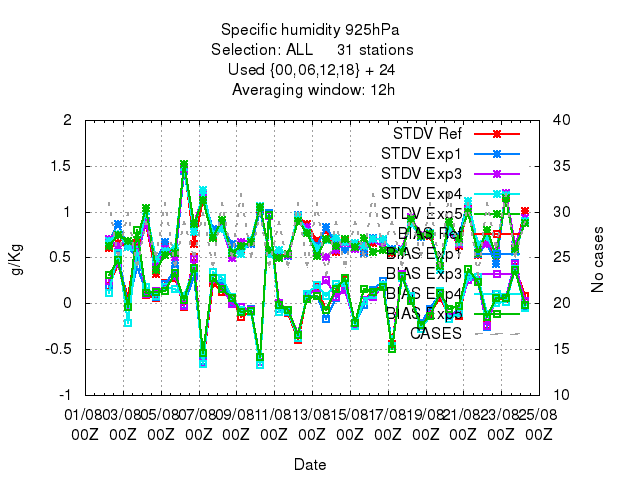 Specific humidity 925hPa
Selection: ALL 31 stations
Used {00,06,12,18} + 24
Averaging window: 12h
2
1.5
1
0.5
0
-0.5
-1
g/Kg
40
35
30
25
20
15
10
No cases
STDV Ref
STDV Exp1
STDV Exp3
STDV Exp4
STDV Exp5
BIAS Ref
BIAS Exp1
BIAS Exp3
BIAS Exp4
BIAS Exp5
CASES
01/08 03/08 05/08 07/08 09/08 11/08 13/08 15/08 17/08 19/08 21/08 23/08 25/08
00Z 00Z 00Z 00Z 00Z 00Z 00Z 00Z 00Z 00Z 00Z 00Z 00Z
Date